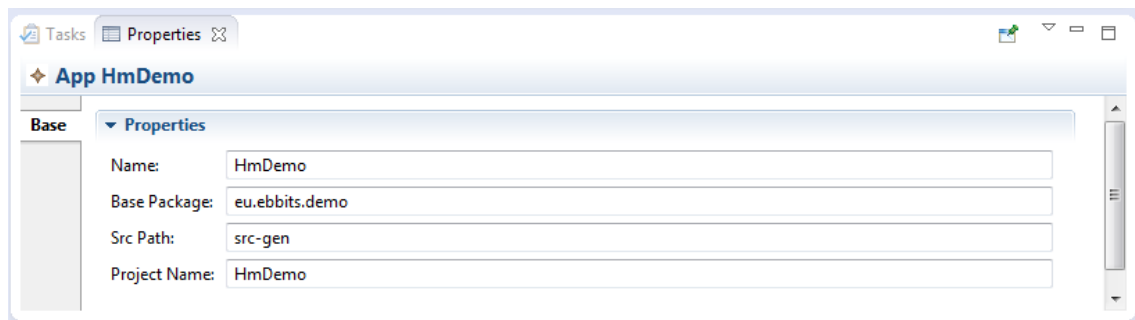 Tasks Properties
App HmDemo
Base Properties
Name: HmDemo
Base Package: eu.ebbits.demo
Src Path: src-gen
Project Name: HmDemo